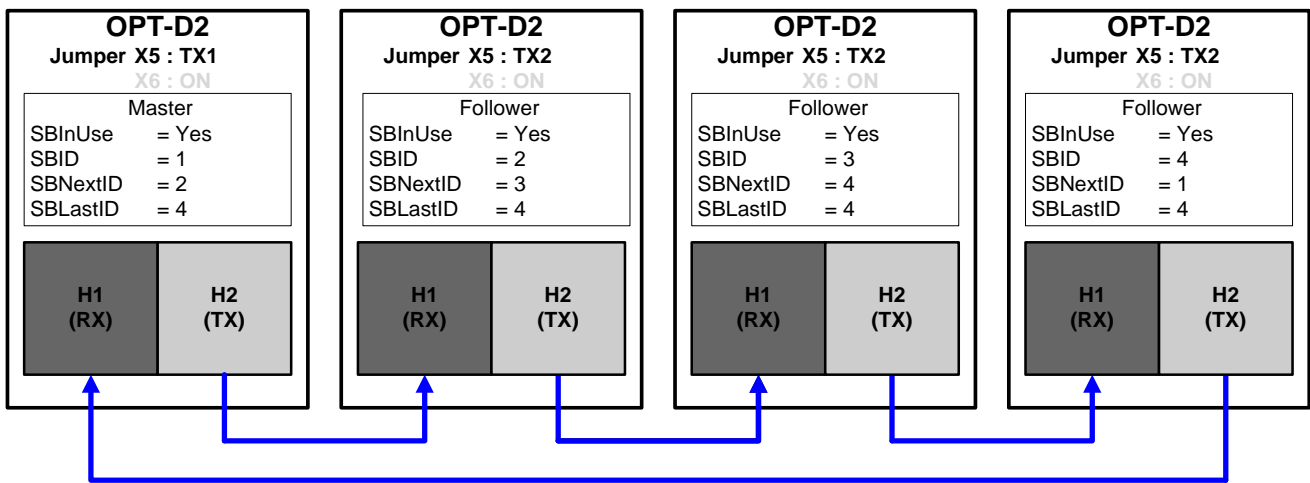 OPT-D2
Jumper X5 : TX1
X6 : ON
Master
SBInUse = Yes
SBID = 1
SBNextID = 2
SBLastID = 4
H1
(RX)
H2
(TX)
OPT-D2
Jumper X5 : TX2
X6 : ON
Follower
SBInUse = Yes
SBID = 2
SBNextID = 3
SBLastID = 4
H1
(RX)
H2
(TX)
OPT-D2
Jumper X5 : TX2
X6 : ON
Follower
SBInUse = Yes
SBID = 3
SBNextID = 4
SBLastID = 4
H1
(RX)
H2
(TX)
OPT-D2
Jumper X5 : TX2
X6 : ON
Follower
SBInUse = Yes
SBID = 4
SBNextID = 1
SBLastID = 4
H1
(RX)
H2
(TX)